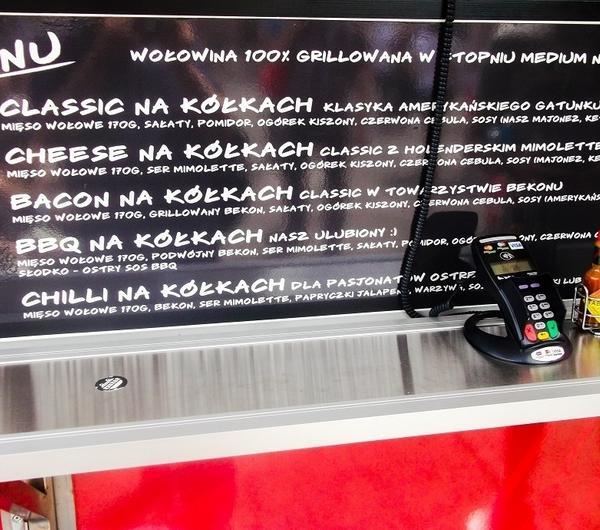 NU
WOŁOWINA 100% GRILLOWANA W STOPNIU MEDIUM
CLASSIC NA KÓŁKACH KLASYKA AMERYKAŃSKIEGO GATUNKU
MIĘSO WOŁOWE 170G, SAŁATY, POMIDOR, OGÓREK KISZONY, CZERWONA CEBULA, SOSY (NASZ MAJONEZ,
CHEESE NA KÓŁKACH CLASSIC Z HOLENDERSKIM MIMOLETTE
MIĘSO WOŁOWE 170G, SER MIMOLETTE, SAŁATY, OGÓREK KISZONY, CZERWONA CEBULA, SOSY (MAJONEZ,
BACON NA KÓŁKACH CLASSIC W TOWARZYSTWIE BEKONU
MIĘSO WOŁOWE 170G, GRILLOWANY BEKON, SAŁATY, OGÓREK KISZONY, CZERWONA CEBULA, SOSY
BBQ NA KÓŁKACH NASZ ULUBIONY :)
MIĘSO WOŁOWE 170G, PODWÓJNY BEKON, SER MIMOLETTE, SAŁATY, POMIDOR, CZERWONA
SŁODKO - OSTRY SOS BBQ
CHILLI NA KÓŁKACH DLA PASJONAT W OSTRE
MIĘSO WOŁOWE 170G, BEKON, SER MIMOLETTE, PAPRYCZKI JALAPEN, WARZYWA,